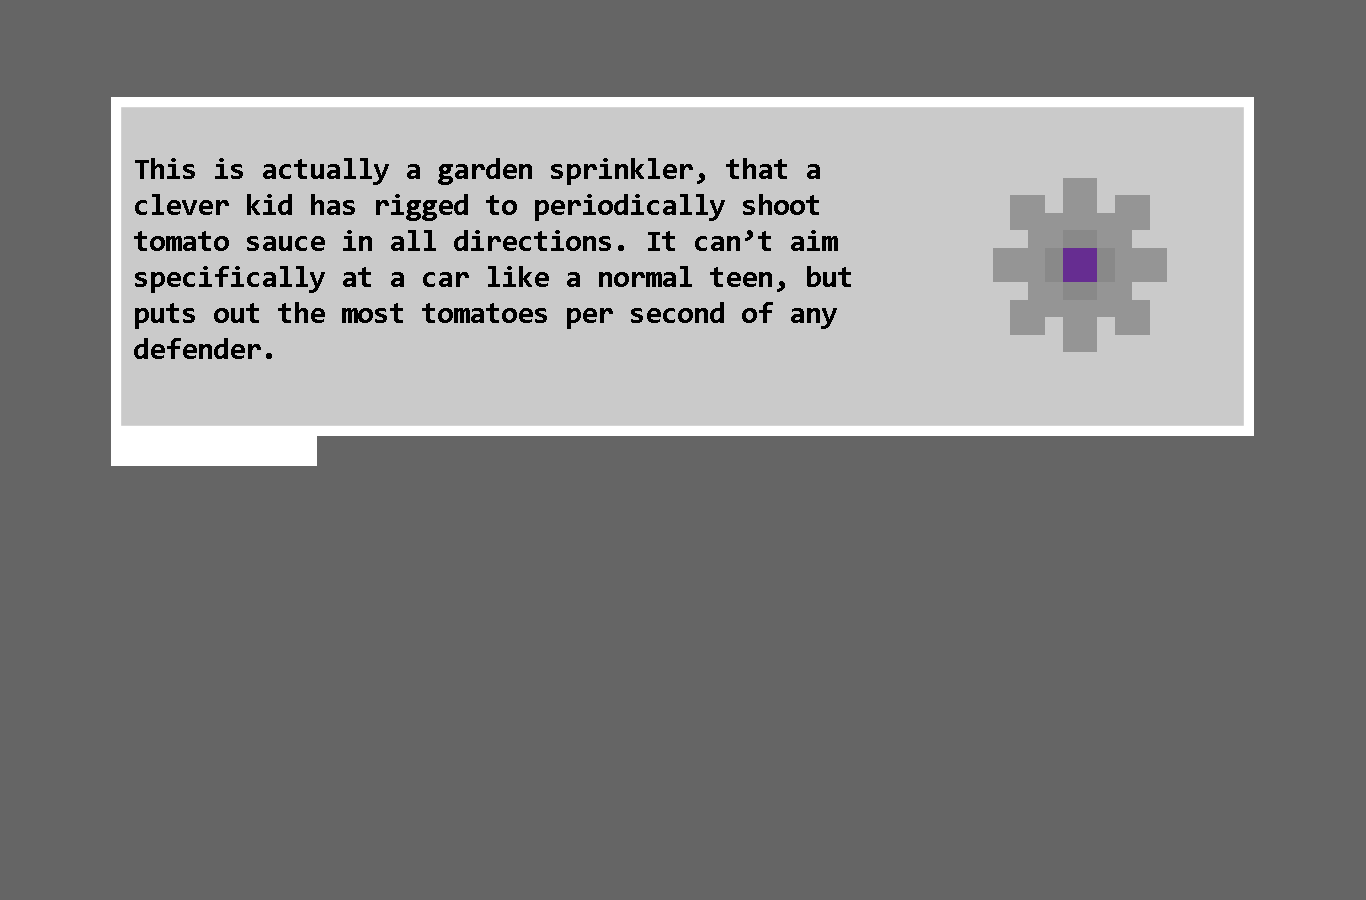 This is actually a garden sprinkler, that a
clever kid has rigged to periodically shoot
tomato sauce in all directions. It can’t aim
specifically at a car like a normal teen, but
puts out the most tomatoes per second of any
defender.